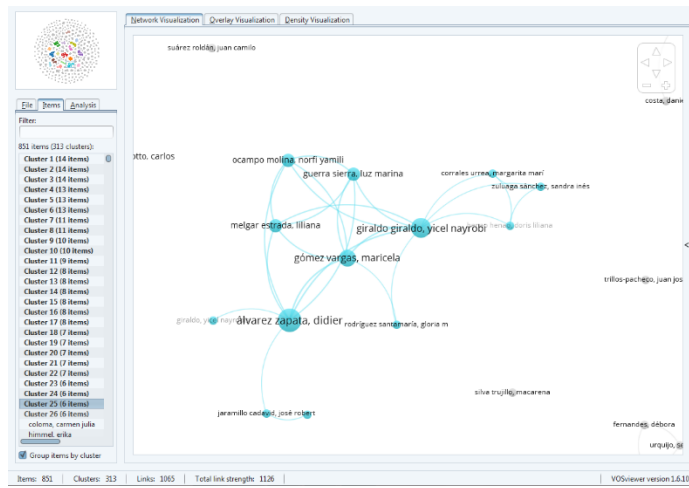 Network Visualization Overlay Visualization Density Visualization
File Items Analysis
Filter:
851 items (313 clusters):
Cluster 1 (14 items)
Cluster 2 (14 items)
Cluster 3 (14 items)
Cluster 4 (13 items)
Cluster 5 (13 items)
Cluster 6 (13 items)
Cluster 7 (11 items)
Cluster 8 (11 items)
Cluster 9 (10 items)
Cluster 10 (10 items)
Cluster 11 (9 items)
Cluster 12 (8 items)
Cluster 13 (8 items)
Cluster 14 (8 items)
Cluster 15 (8 items)
Cluster 16 (8 items)
Cluster 17 (8 items)
Cluster 18 (7 items)
Cluster 19 (7 items)
Cluster 20 (7 items)
Cluster 21 (7 items)
Cluster 22 (7 items)
Cluster 23 (6 items)
Cluster 24 (6 items)
Cluster 25 (6 items)
Cluster 26 (6 items)
coloma, carmen julia
himmel, erika
Group items by cluster
suárez roldán, juan camilo
costa, danie
otto, carlos
ocampo molina, norfi yamili
guerra sierra, luz marina
corrales urrea, margarita marí
zuluaga sánchez, sandra inés
melgar estrada, liliana
giraldo giraldo, yicel nayrobi
doris liliana
gómez vargas, maricela
trillos-pacheco, juan jos
giraldo, yicel nayro
álvarez zapata, didier
rodríguez santamaría, gloria m
silva trujillo, macarena
jaramillo cadavid, josé robert
fernandes, débora
urquijo,
Items: 851 Clusters: 313 Links: 1065 Total link strength: 1126 VOSviewer version 1.6.10